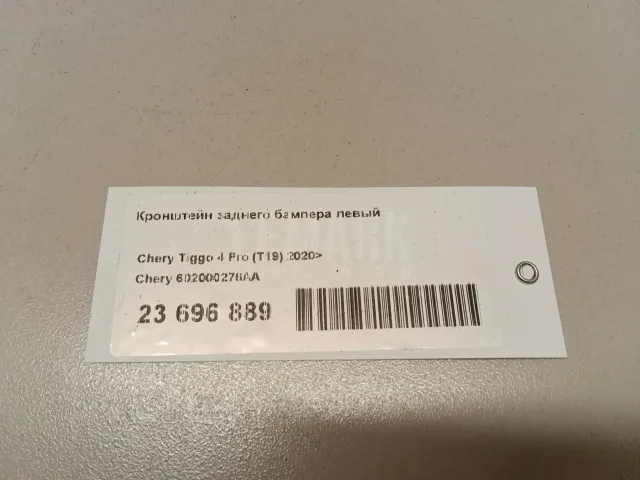 Кронштейн заднего бампера левый
Chery Tiggo 4 Pro (T19) 2020>
Chery 602000276AA
23 696 889